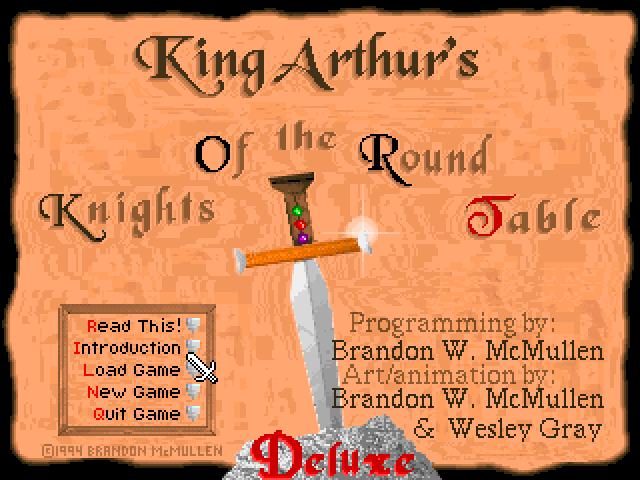 King Arthur's
Knights Of the Round Table
Read This!
Introduction
Load Game
New Game
Quit Game
Programming by:
Brandon W. McMullen
Art/animation by:
Brandon W. McMullen
& Wesley Gray
©1994 BRANDON McMULLEN
Deluxe